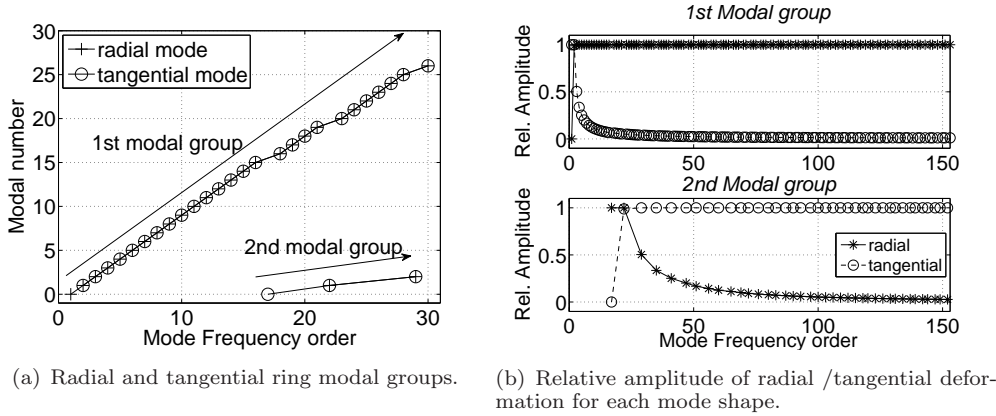 30
25
20
15
10
5
0
Modal number
radial mode
tangential mode
1st modal group
2nd modal group
0 10 20 30
Mode Frequency order
(a) Radial and tangential ring modal groups.
1st Modal group
Rel. Amplitude
1
0.5
0
0 50 100 150
2nd Modal group
Rel. Amplitude
1
0.5
0
radial
tangential
0 50 100 150
Mode Frequency order
(b) Relative amplitude of radial /tangential defor-
mation for each mode shape.